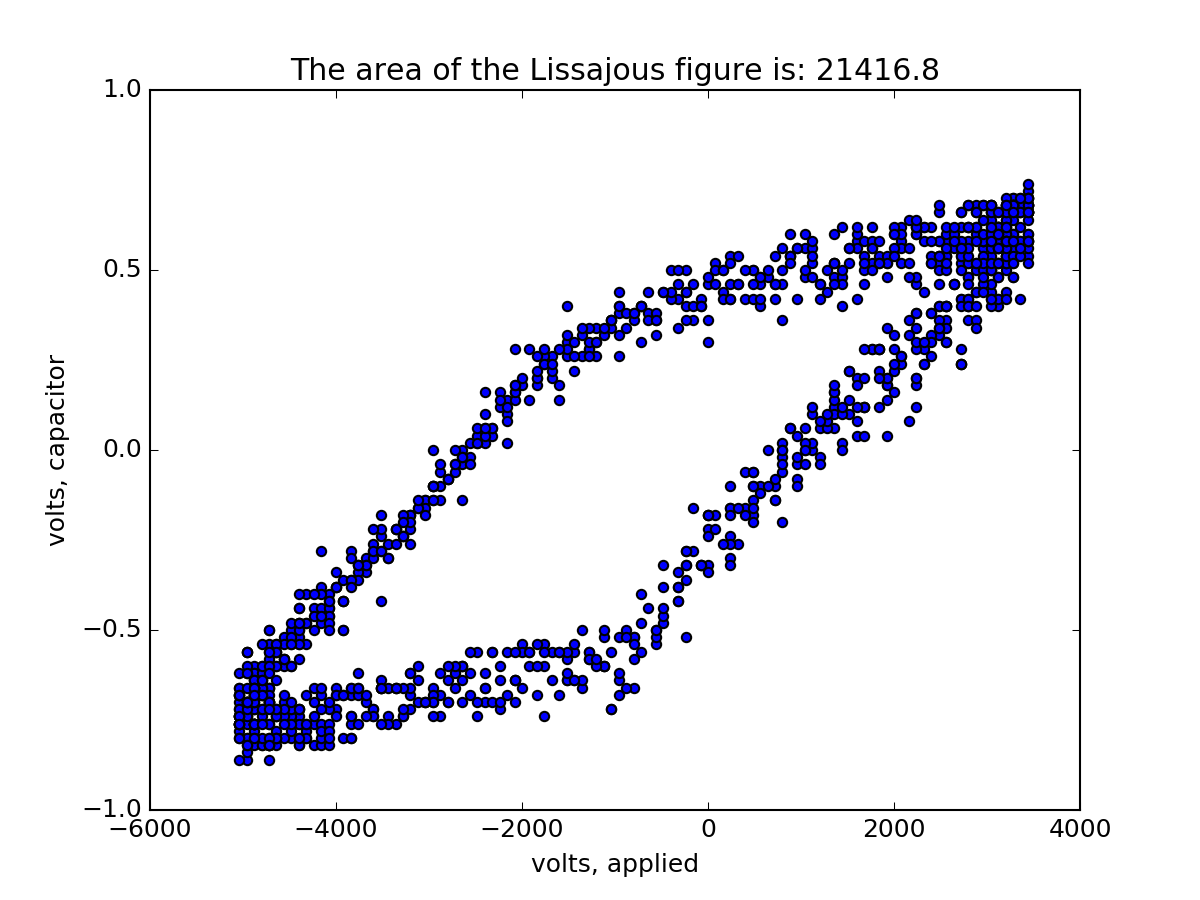 The area of the Lissajous figure is: 21416.8
1.0
0.5
0.0
−0.5
−1.0
volts, capacitor
−6000 −4000 −2000 0 2000 4000
volts, applied